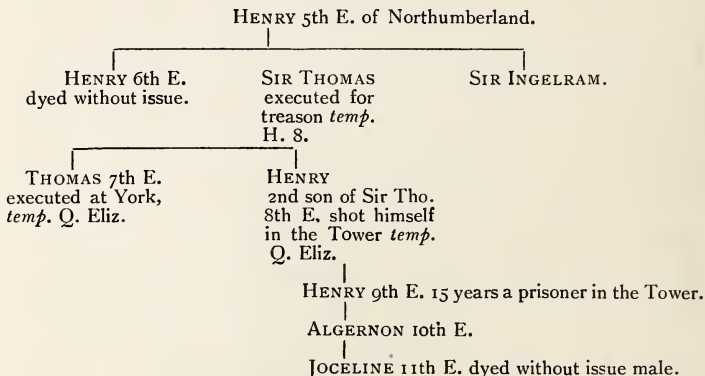 HENRY 5th E. of Northumberland.
HENRY 6th E.
dyed without issue.
SIR THOMAS
executed for
treason temp.
H. 8.
SIR INGELRAM.
THOMAS 7th E.
executed at York,
temp. Q. Eliz.
HENRY
2nd son of Sir Tho.
8th E. shot himself
in the Tower temp.
Q. Eliz.
HENRY 9th E. 15 years a prisoner in the Tower.
ALGERNON 10th E.
JOCELINE 11th E. dyed without issue male.